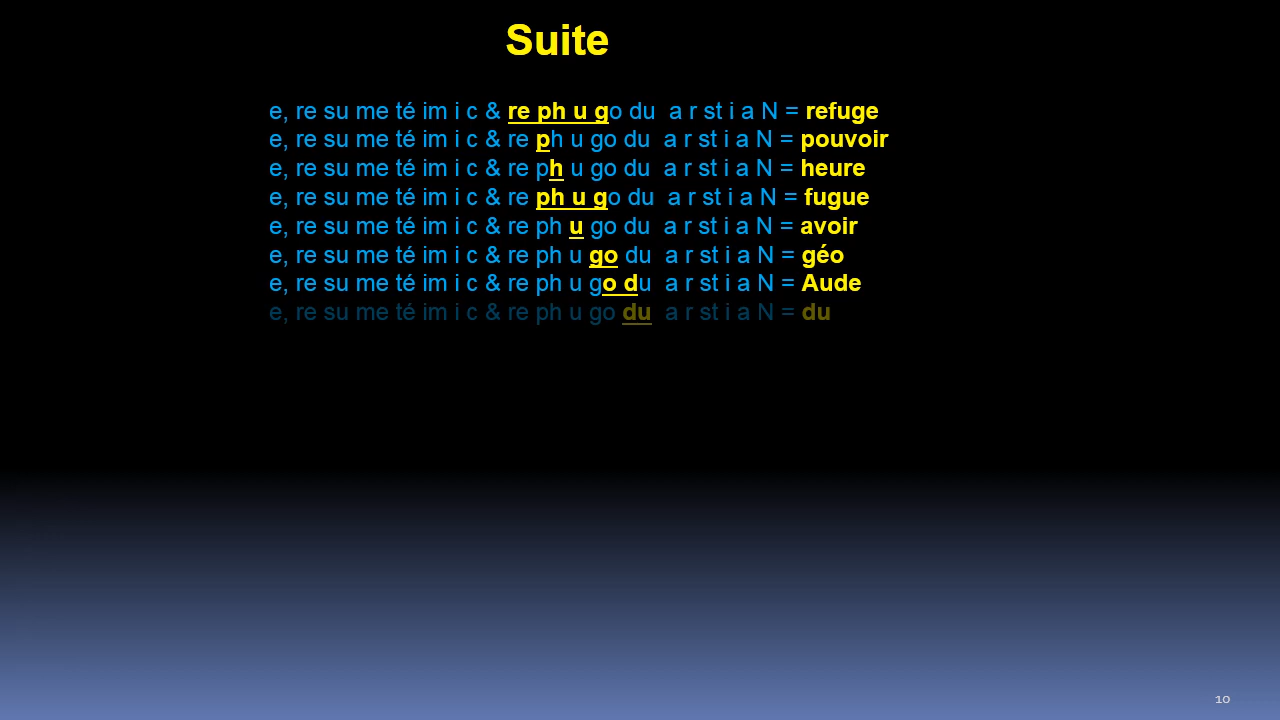 Suite
e, re su me té im i c & re ph u go du a r st i a N = refuge
e, re su me té im i c & re ph u go du a r st i a N = pouvoir
e, re su me té im i c & re ph u go du a r st i a N = heure
e, re su me té im i c & re ph u go du a r st i a N = fugue
e, re su me té im i c & re ph u go du a r st i a N = avoir
e, re su me té im i c & re ph u go du a r st i a N = géo
e, re su me té im i c & re ph u go du a r st i a N = Aude
e, re su me té im i c & re ph u go du a r st i a N = du
10